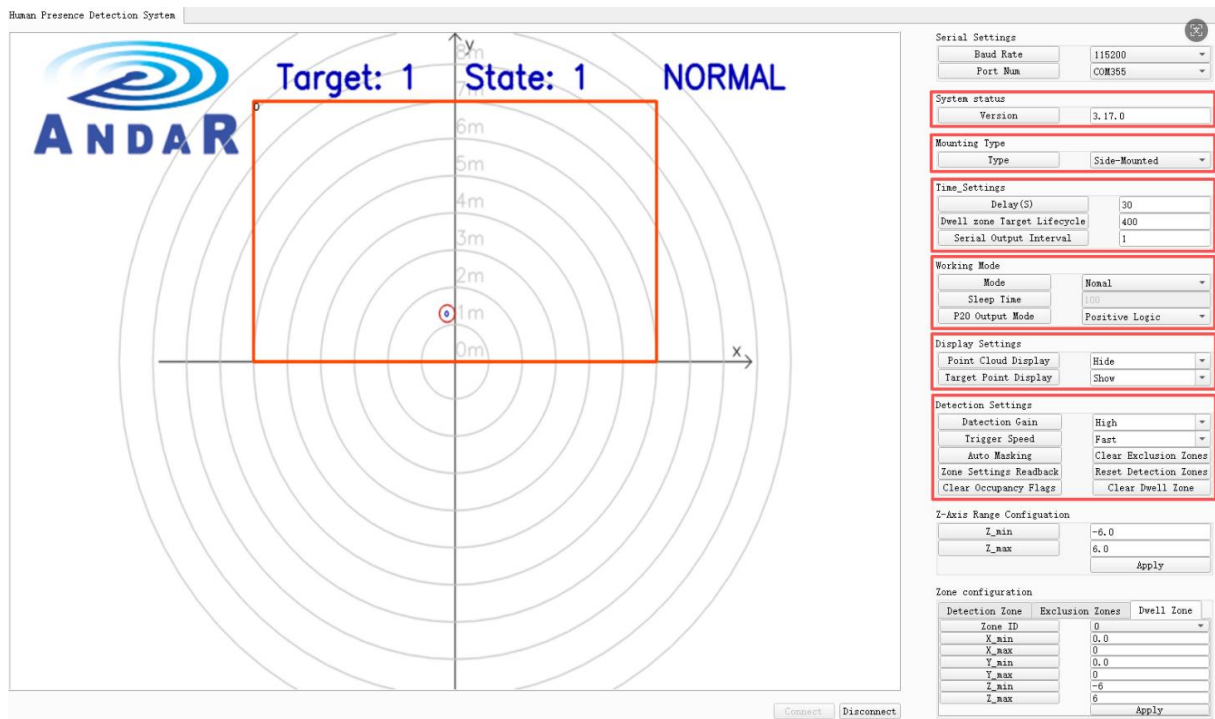 Human Presence Detection System
ANDAR
Target: 1 State: 1 NORMAL
y
8m
7m
6m
5m
4m
3m
2m
1m
0m
x
0
Connect Disconnect
Serial Settings
Baud Rate 115200
Port Num COM355
System status
Version 3.17.0
Mounting Type
Type Side-Mounted
Time_Settings
Delay(S) 30
Dwell zone Target Lifecycle 400
Serial Output Interval 1
Working Mode
Mode Nomal
Sleep Time 100
P20 Output Mode Positive Logic
Display Settings
Point Cloud Display Hide
Target Point Display Show
Detection Settings
Datection Gain High
Trigger Speed Fast
Auto Masking Clear Exclusion Zones
Zone Settings Readback Reset Detection Zones
Clear Occupancy Flags Clear Dwell Zone
Z-Axis Range Configuation
Z_min -6.0
Z_max 6.0
Apply
Zone configuration
Detection Zone Exclusion Zones Dwell Zone
Zone ID 0
X_min 0.0
X_max 0
Y_min 0.0
Y_max 0
Z_min -6
Z_max 6
Apply